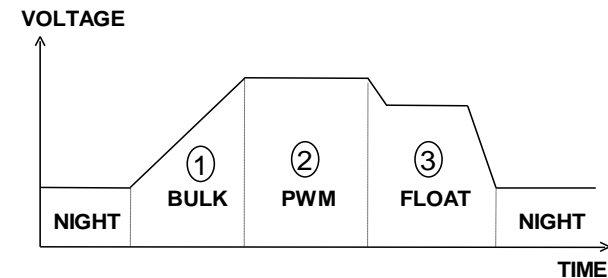 VOLTAGE
1
2
3
BULK
PWM
FLOAT
NIGHT
NIGHT
TIME